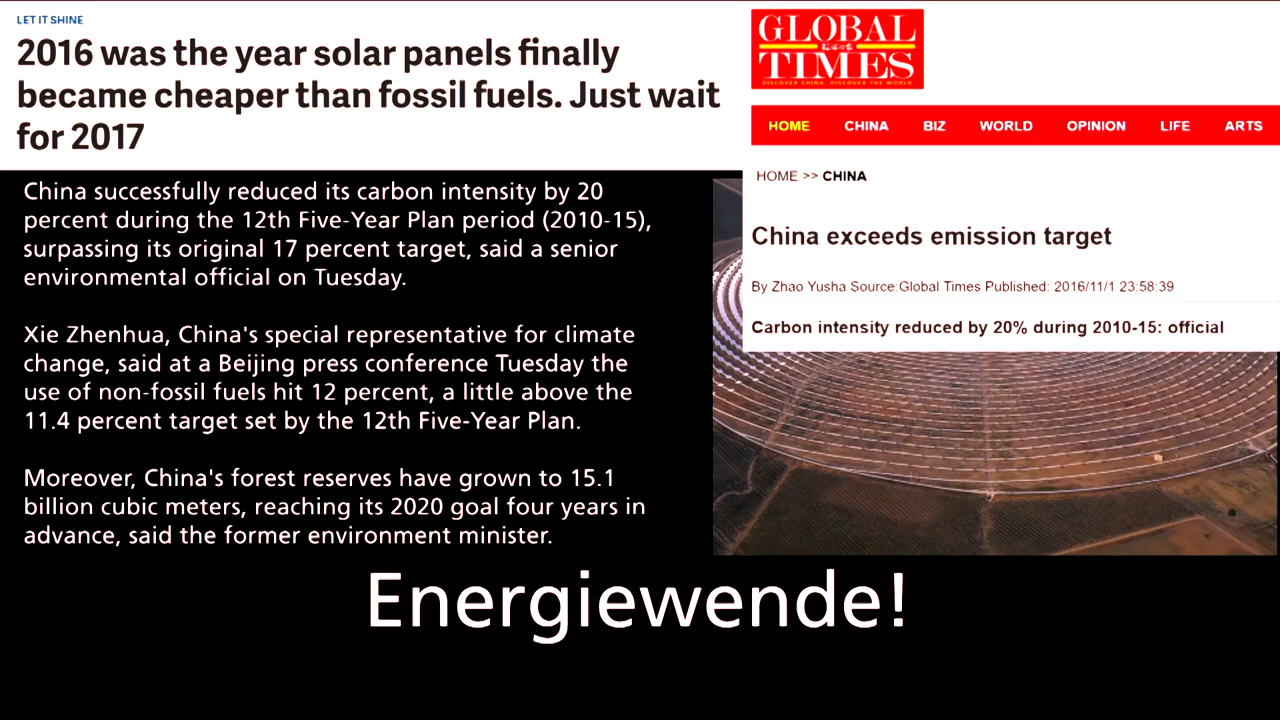 LET IT SHINE
2016 was the year solar panels finally
became cheaper than fossil fuels. Just wait
for 2017
GLOBAL
TIMES
DISCOVER CHINA, DISCOVER THE WORLD
HOME CHINA BIZ WORLD OPINION LIFE ARTS
HOME >> CHINA
China exceeds emission target
By Zhao Yusha Source:Global Times Published: 2016/11/1 23:58:39
Carbon intensity reduced by 20% during 2010-15: official
China successfully reduced its carbon intensity by 20
percent during the 12th Five-Year Plan period (2010-15),
surpassing its original 17 percent target, said a senior
environmental official on Tuesday.
Xie Zhenhua, China's special representative for climate
change, said at a Beijing press conference Tuesday the
use of non-fossil fuels hit 12 percent, a little above the
11.4 percent target set by the 12th Five-Year Plan.
Moreover, China's forest reserves have grown to 15.1
billion cubic meters, reaching its 2020 goal four years in
advance, said the former environment minister.
Energiewende!